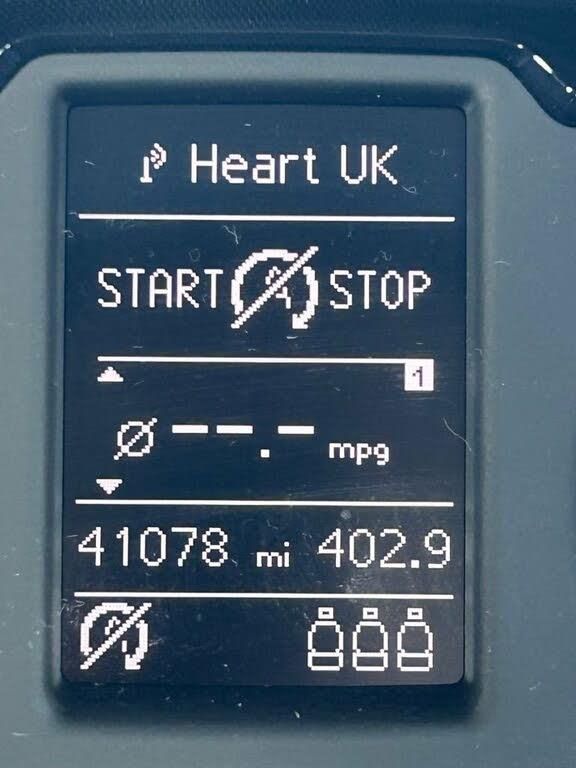 Heart UK
START STOP
1
Ø --.- mpg
41078 mi 402.9